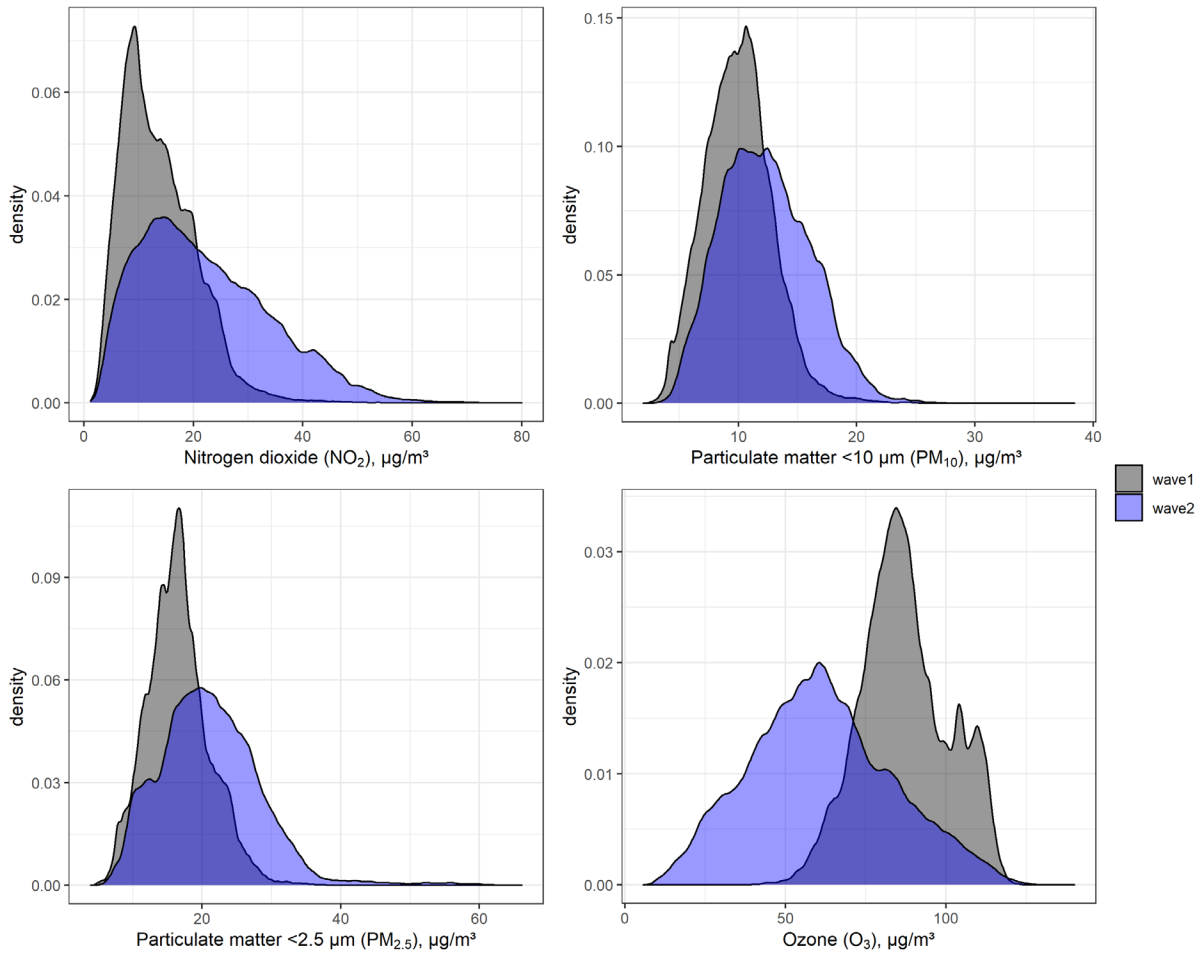 density
0.06
0.04
0.02
0.00
0 20 40 60 80
Nitrogen dioxide (NO₂), μg/m³
density
0.15
0.10
0.05
0.00
10 20 30 40
Particulate matter <10 μm (PM₁₀), μg/m³
density
0.09
0.06
0.03
0.00
20 40 60
Particulate matter <2.5 μm (PM₂.₅), μg/m³
density
0.03
0.02
0.01
0.00
0 50 100
Ozone (O₃), μg/m³
wave1
wave2